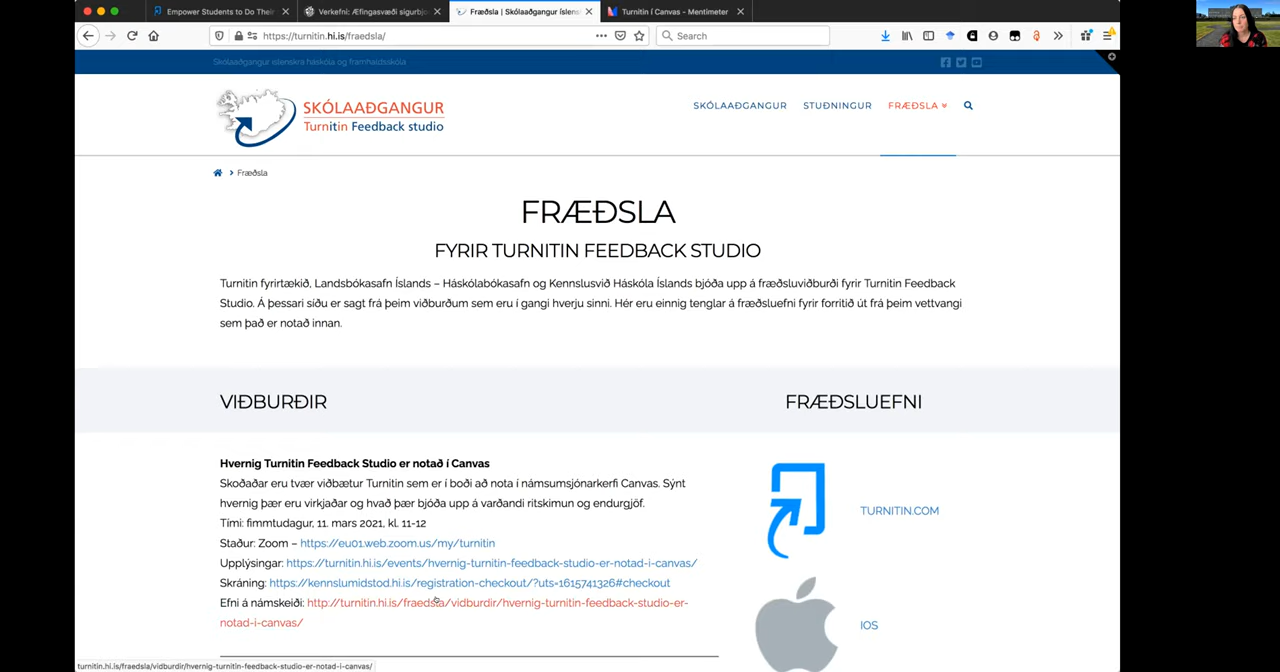 Empower Students to Do Their
Verkefni: Æfingasvæði sigurbjo
Fræðsla | Skólaaðgangur íslens
Turnitin í Canvas - Mentimeter
https://turnitin.hi.is/fraedsla/
Search
Skólaaðgangur íslenskra háskóla og framhaldsskóla
SKÓLAAÐGANGUR
Turnitin Feedback studio
SKÓLAAÐGANGUR STUÐNINGUR FRÆÐSLA
Fræðsla
FRÆÐSLA
FYRIR TURNITIN FEEDBACK STUDIO
Turnitin fyrirtækið, Landsbókasafn Íslands – Háskólabókasafn og Kennslusvið Háskóla Íslands bjóða upp á fræðsluviðburði fyrir Turnitin Feedback
Studio. Á þessari síðu er sagt frá þeim viðburðum sem eru í gangi hverju sinni. Hér eru einnig tenglar á fræðsluefni fyrir forritið út frá þeim vettvangi
sem það er notað innan.
VIÐBURÐIR
Hvernig Turnitin Feedback Studio er notað í Canvas
Skoðaðar eru tvær viðbætur Turnitin sem er í boði að nota í námsumsjónarkerfi Canvas. Sýnt
hvernig þær eru virkjaðar og hvað þær bjóða upp á varðandi ritskimun og endurgjöf.
Tími: fimmtudagur, 11. mars 2021, kl. 11-12
Staður: Zoom – https://eu01.web.zoom.us/my/turnitin
Upplýsingar: https://turnitin.hi.is/events/hvernig-turnitin-feedback-studio-er-notad-i-canvas/
Skráning: https://kennslumidstod.hi.is/registration-checkout/?uts=1615741326#checkout
Efni á námskeiði: http://turnitin.hi.is/fraedsla/vidburdir/hvernig-turnitin-feedback-studio-er-
notad-i-canvas/
FRÆÐSLUEFNI
TURNITIN.COM
IOS
turnitin.hi.is/fraedsla/vidburdir/hvernig-turnitin-feedback-studio-er-notad-i-canvas/